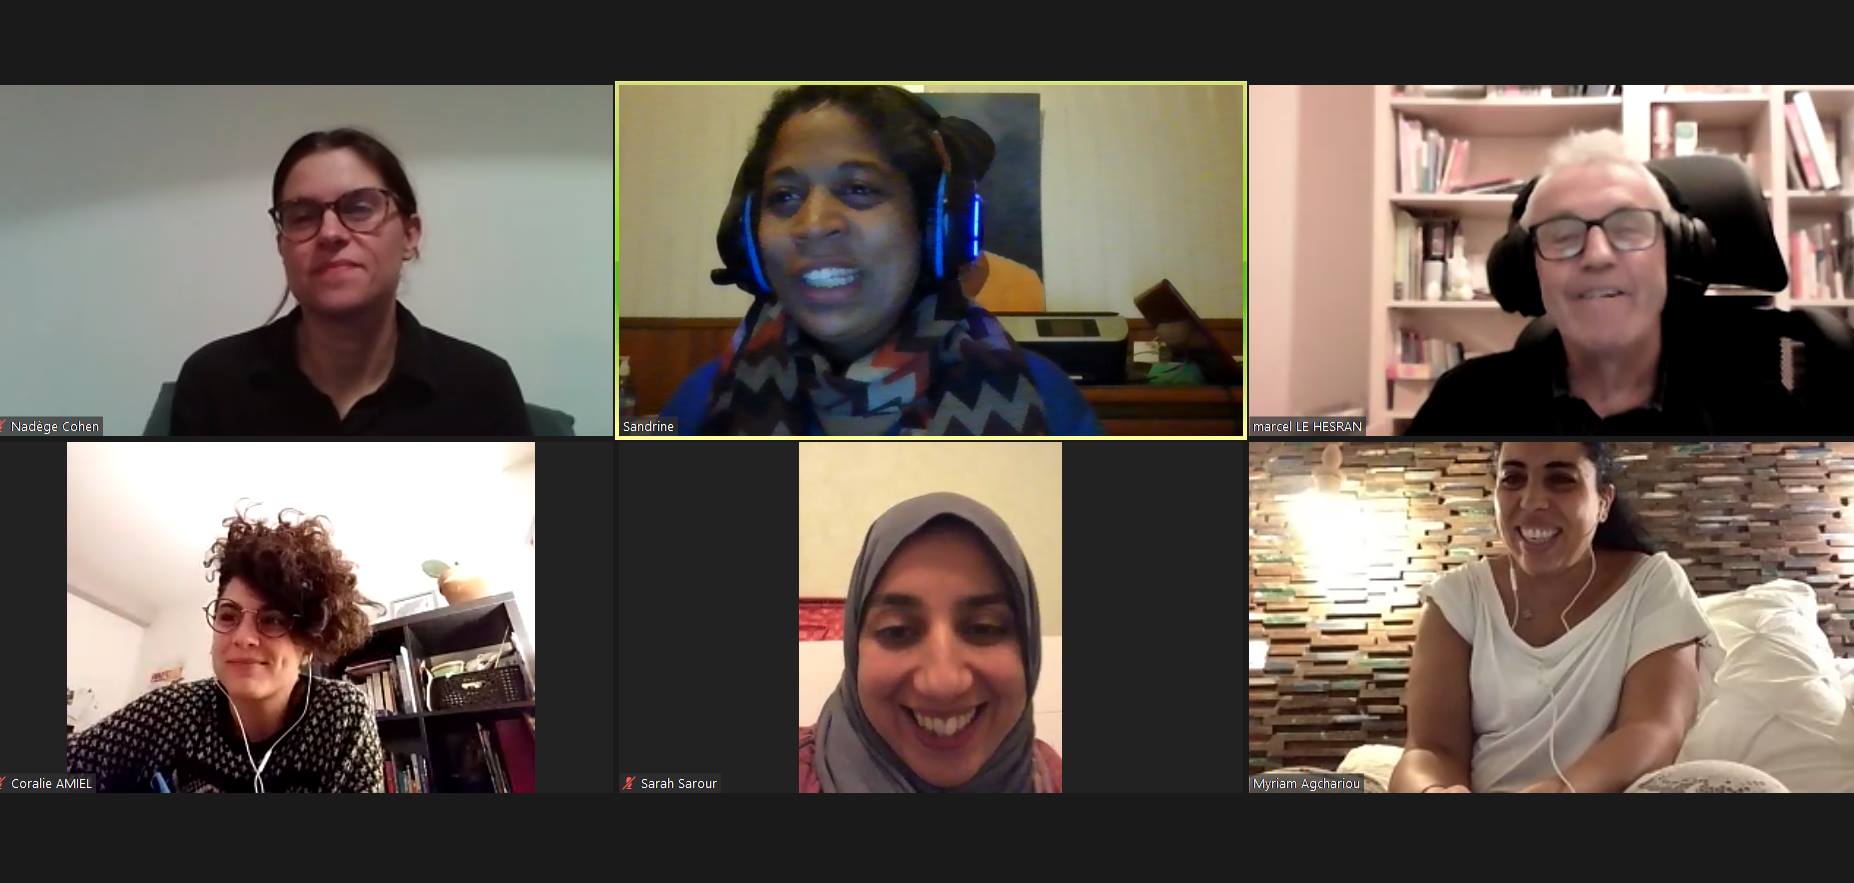 Nadège Cohen
Sandrine
marcel LE HESRAN
Coralie AMIEL
Sarah Sarour
Myriam Agchariou